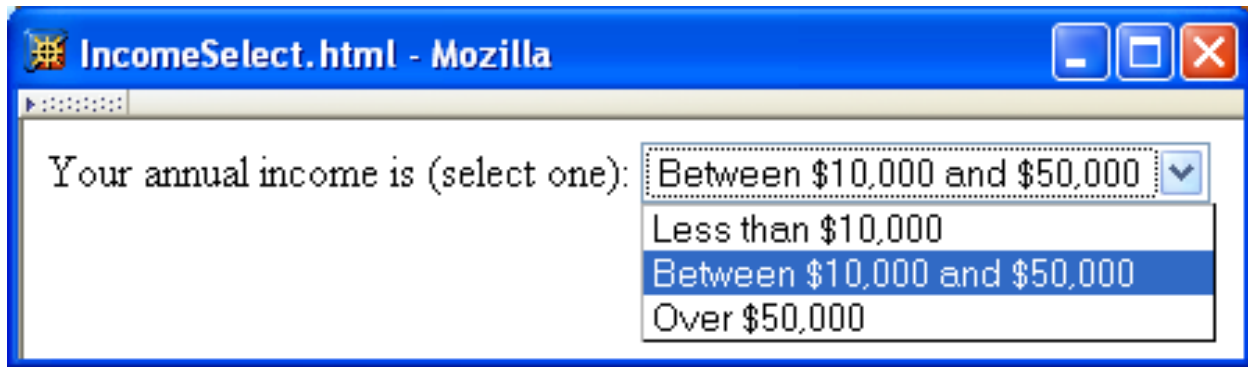 IncomeSelect.html - Mozilla
Your annual income is (select one): Between $10,000 and $50,000
Less than $10,000
Between $10,000 and $50,000
Over $50,000